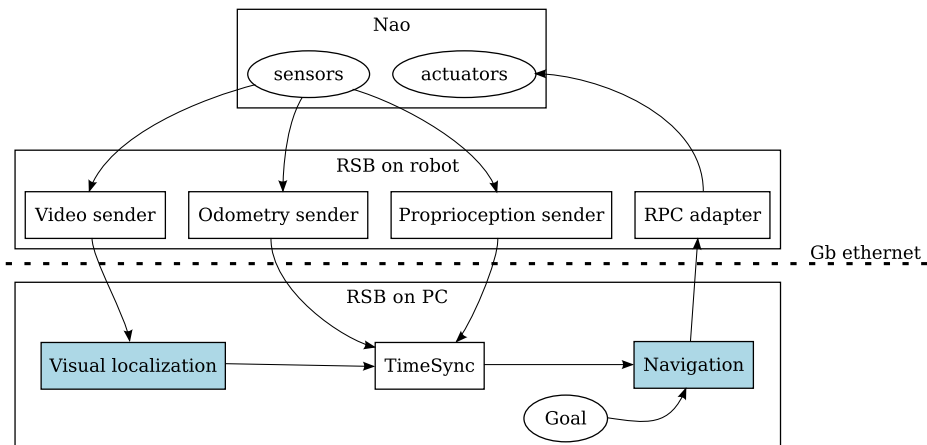 Nao
sensors
actuators
RSB on robot
Video sender
Odometry sender
Proprioception sender
RPC adapter
Gb ethernet
RSB on PC
Visual localization
TimeSync
Navigation
Goal